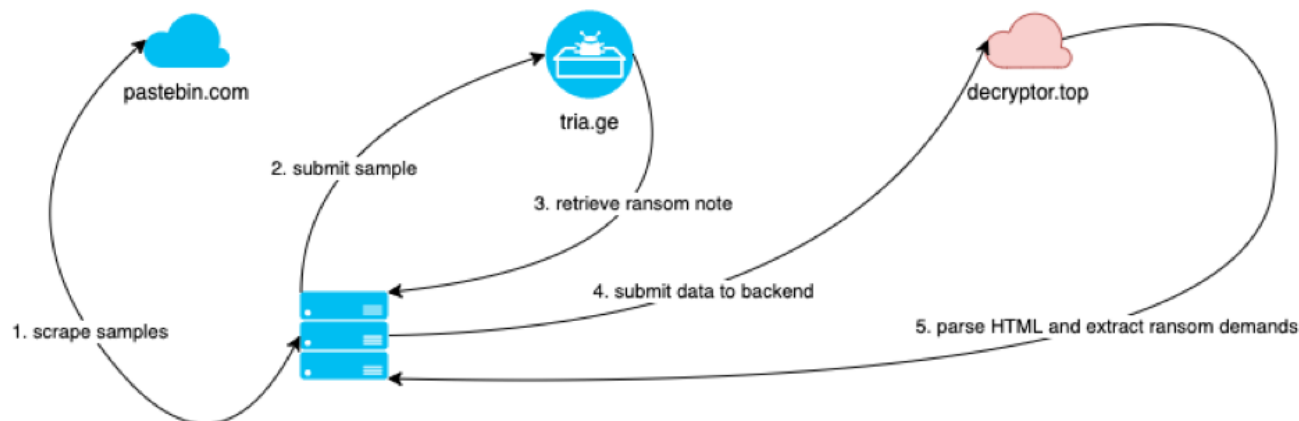 pastebin.com
tria.ge
decryptor.top
2. submit sample
3. retrieve ransom note
4. submit data to backend
1. scrape samples
5. parse HTML and extract ransom demands